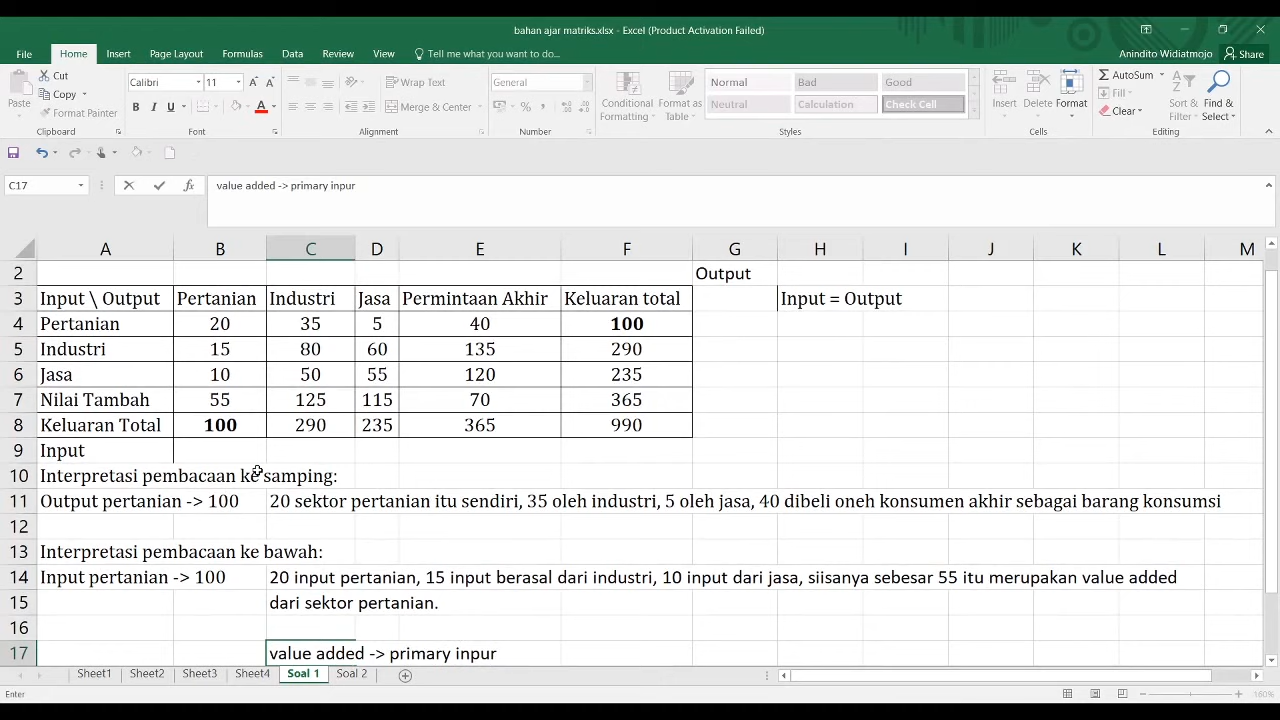 bahan ajar matriks.xlsx - Excel (Product Activation Failed)
File Home Insert Page Layout Formulas Data Review View Tell me what you want to do... Anindito Widiatmojo Share
Cut Calibri 11 Wrap Text General Normal Bad Good AutoSum
Paste Copy Conditional Format as Insert Delete Format Fill Sort & Find &
Format Painter B I U Merge & Center Formatting Table Neutral Calculation Check Cell Clear Filter Select
Clipboard Font Alignment Number Styles Cells Editing
C17 fx value added -> primary inpur
A B C D E F G H I J K L M
2 Output
3 Input \ Output Pertanian Industri Jasa Permintaan Akhir Keluaran total Input = Output
4 Pertanian 20 35 5 40 100
5 Industri 15 80 60 135 290
6 Jasa 10 50 55 120 235
7 Nilai Tambah 55 125 115 70 365
8 Keluaran Total 100 290 235 365 990
9 Input
10 Interpretasi pembacaan ke samping:
11 Output pertanian -> 100 20 sektor pertanian itu sendiri, 35 oleh industri, 5 oleh jasa, 40 dibeli oneh konsumen akhir sebagai barang konsumsi
12
13 Interpretasi pembacaan ke bawah:
14 Input pertanian -> 100 20 input pertanian, 15 input berasal dari industri, 10 input dari jasa, siisanya sebesar 55 itu merupakan value added
15 dari sektor pertanian.
16
17 value added -> primary inpur
Sheet1 Sheet2 Sheet3 Sheet4 Soal 1 Soal 2
Enter 160%